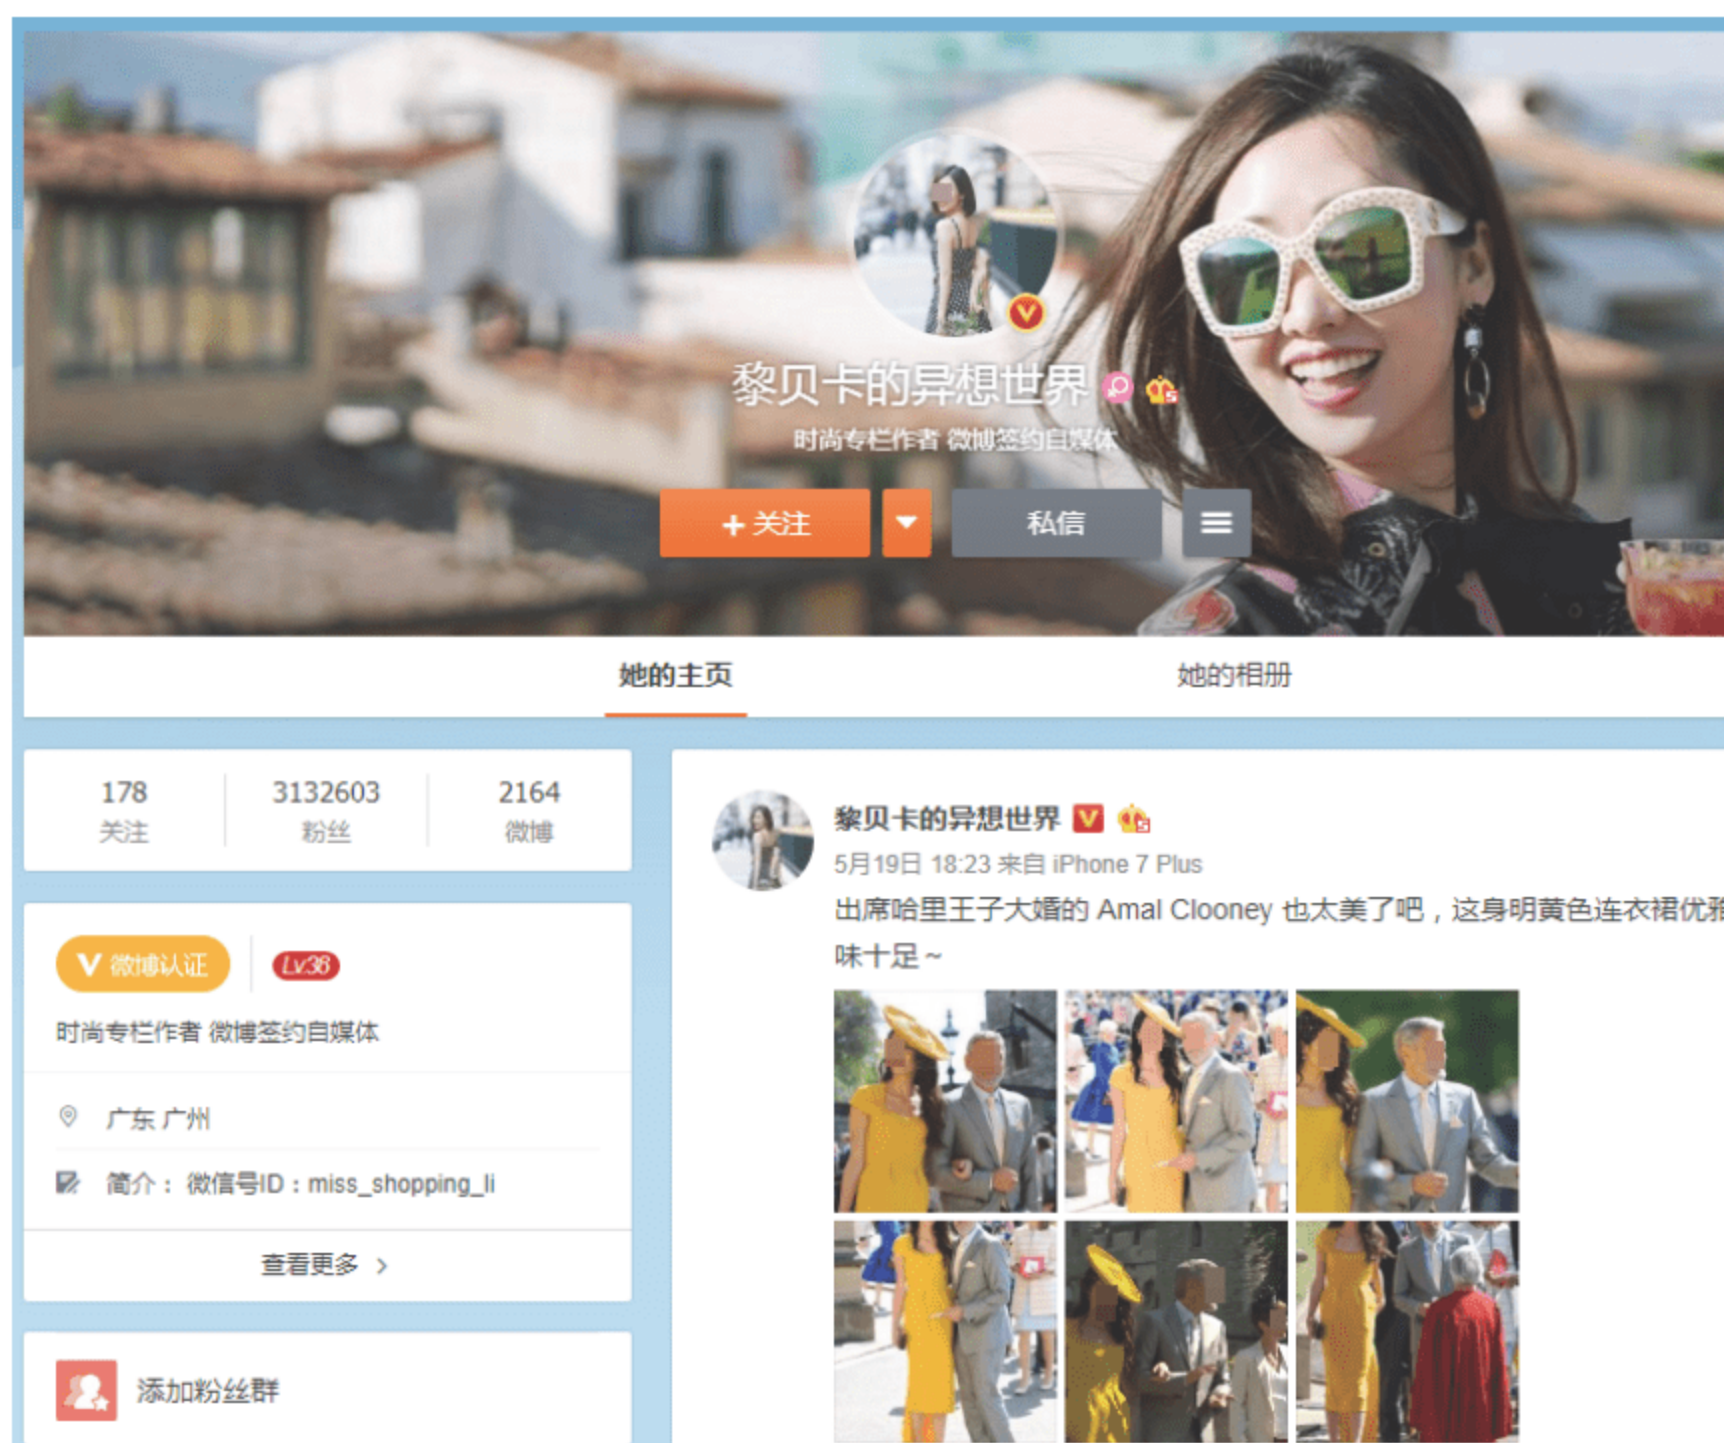 黎贝卡的异想世界
时尚专栏作者 微博签约自媒体
+关注
私信
她的主页
她的相册
178
关注
3132603
粉丝
2164
微博
V 微博认证
Lv.36
时尚专栏作者 微博签约自媒体
广东 广州
简介： 微信号ID：miss_shopping_li
查看更多 >
添加粉丝群
黎贝卡的异想世界
5月19日 18:23 来自 iPhone 7 Plus
出席哈里王子大婚的 Amal Clooney 也太美了吧，这身明黄色连衣裙优雅
味十足～